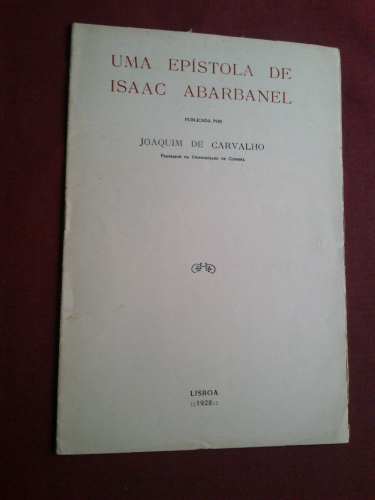 UMA EPÍSTOLA DE
ISAAC ABARBANEL
PUBLICADA POR
JOAQUIM DE CARVALHO
Professor da Universidade de Coimbra
LISBOA
::1928::